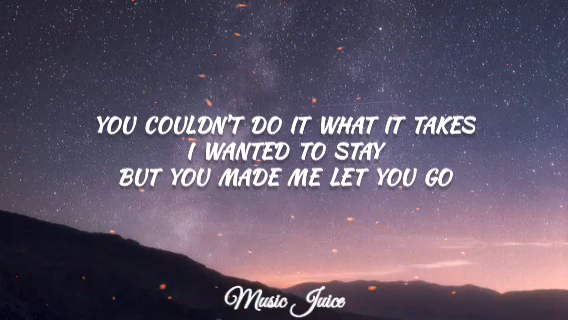 YOU COULDN'T DO IT WHAT IT TAKES
I WANTED TO STAY
BUT YOU MADE ME LET YOU GO
Music Juice